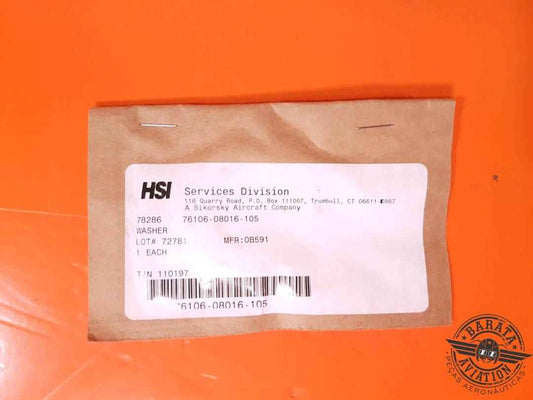 HSI Services Division
116 Quarry Road, P.O. Box 111067, Trumbull, CT 06611
A Sikorsky Aircraft Company
78286 76106-08016-105
WASHER
LOT# 72781 MFR:0B591
1 EACH
T/N 110197
76106-08016-105
BARATA
AVIATION
PEÇAS AERONÁUTICAS